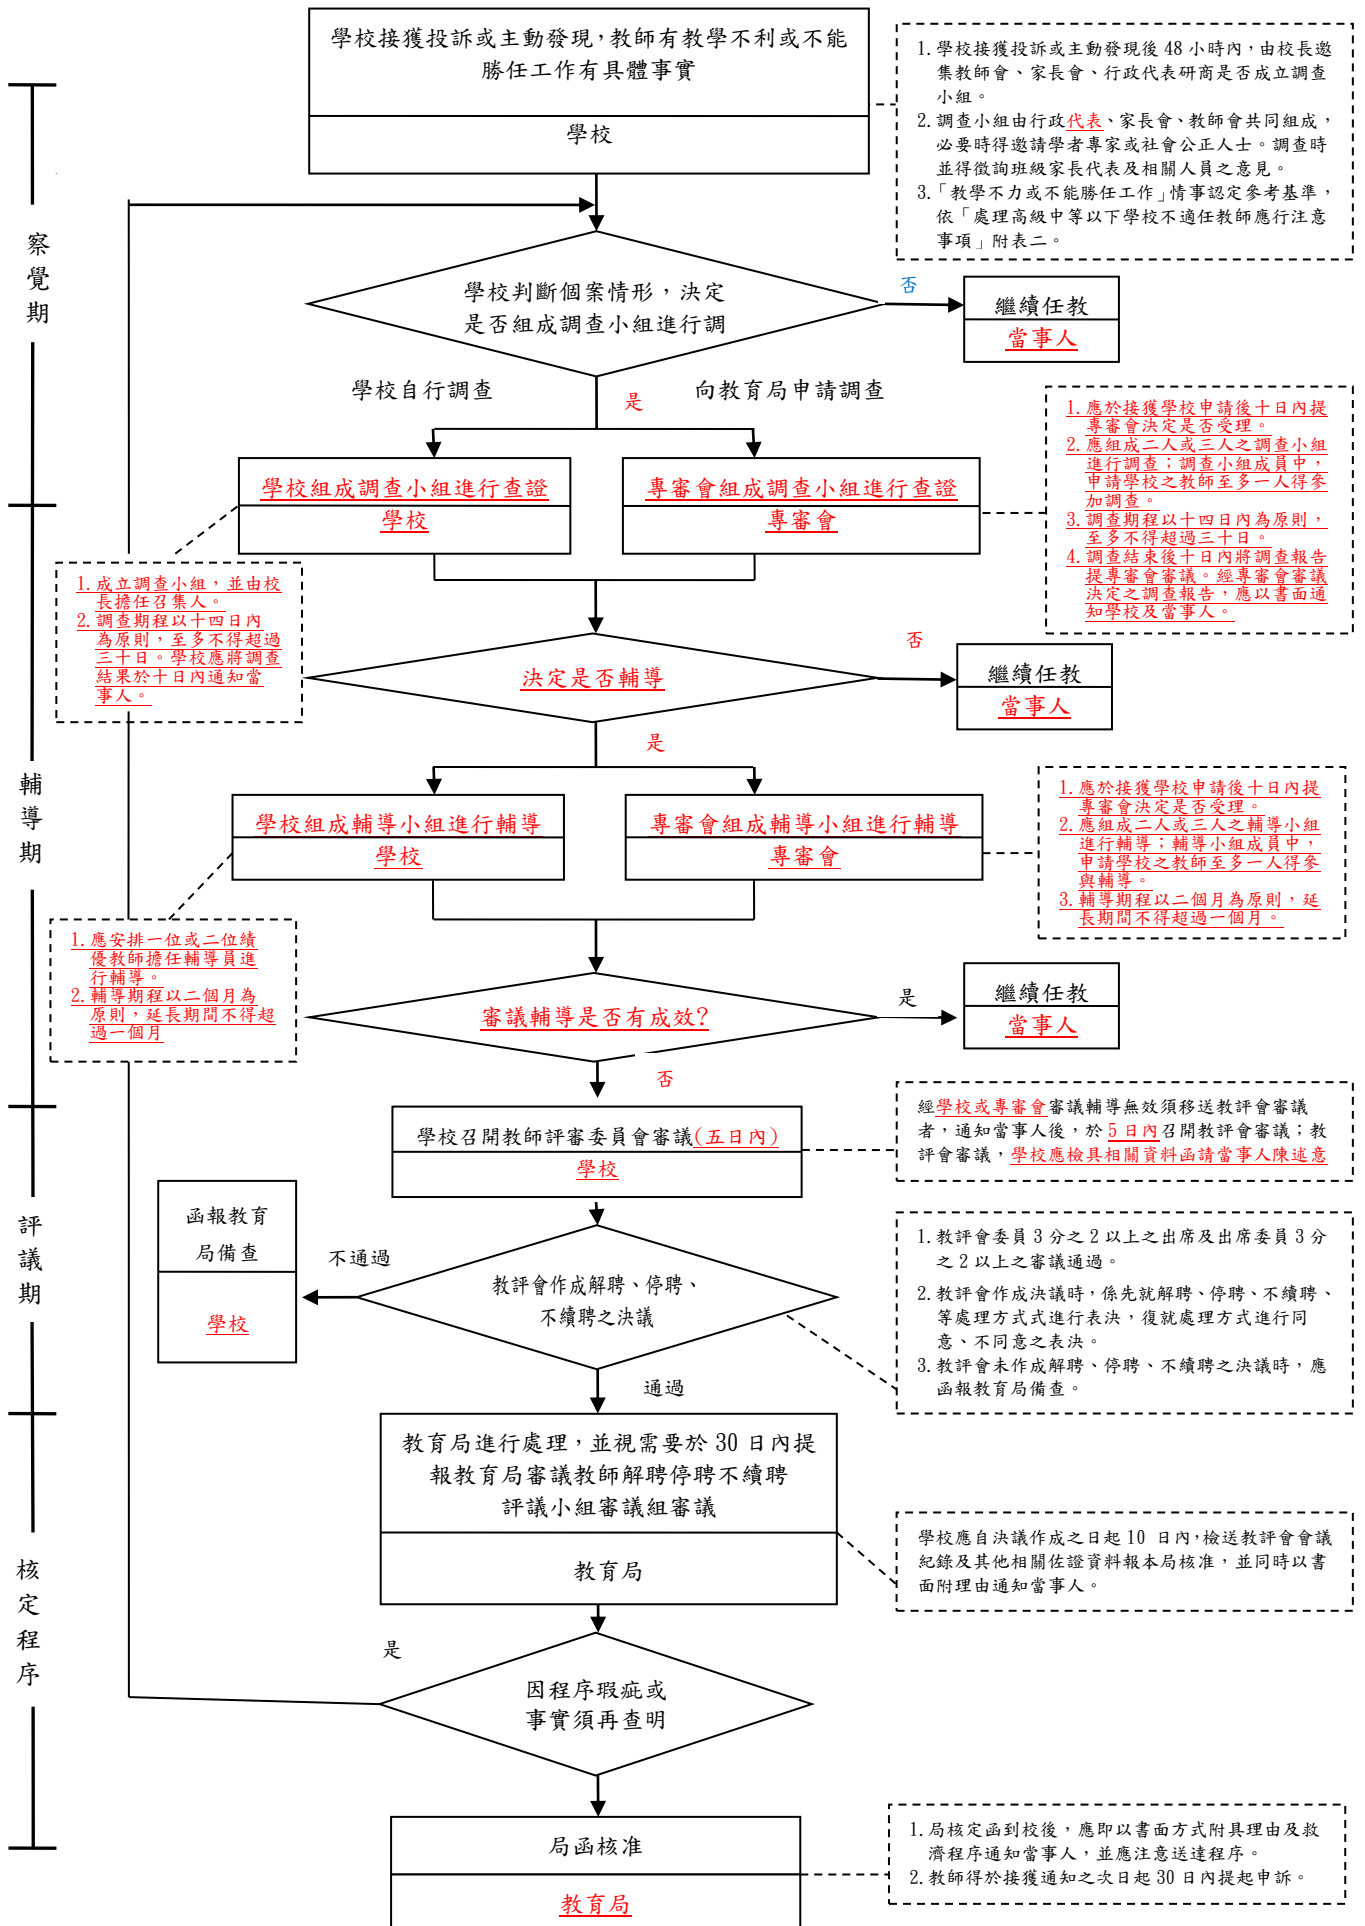 學校接獲投訴或主動發現，教師有教學不利或不能
勝任工作有具體事實
學校
1. 學校接獲投訴或主動發現後 48 小時內，由校長邀
集教師會、家長會、行政代表研商是否成立調查
小組。
2. 調查小組由行政代表、家長會、教師會共同組成，
必要時得邀請學者專家或社會公正人士。調查時
並得徵詢班級家長代表及相關人員之意見。
3.「教學不力或不能勝任工作」情事認定參考基準，
依「處理高級中等以下學校不適任教師應行注意
事項」附表二。
察覺期
學校判斷個案情形，決定
是否組成調查小組進行調
否
繼續任教
當事人
學校自行調查
是
向教育局申請調查
學校組成調查小組進行查證
學校
專審會組成調查小組進行查證
專審會
1. 應於接獲學校申請後十日內提
專審會決定是否受理。
2. 應組成二人或三人之調查小組
進行調查；調查小組成員中，
申請學校之教師至多一人得參
加調查。
3. 調查期程以十四日內為原則，
至多不得超過三十日。
4. 調查結束後十日內將調查報告
提專審會審議。經專審會審議
決定之調查報告，應以書面通
知學校及當事人。
1. 成立調查小組，並由校
長擔任召集人。
2. 調查期程以十四日內
為原則，至多不得超過
三十日。學校應將調查
結果於十日內通知當
事人。
決定是否輔導
否
繼續任教
當事人
是
輔導期
學校組成輔導小組進行輔導
學校
專審會組成輔導小組進行輔導
專審會
1. 應於接獲學校申請後十日內提
專審會決定是否受理。
2. 應組成二人或三人之輔導小組
進行輔導；輔導小組成員中，
申請學校之教師至多一人得參
與輔導。
3. 輔導期程以二個月為原則，延
長期間不得超過一個月。
1. 應安排一位或二位績
優教師擔任輔導員進
行輔導。
2. 輔導期程以二個月為
原則，延長期間不得超
過一個月
審議輔導是否有成效?
是
繼續任教
當事人
否
學校召開教師評審委員會審議(五日內)
學校
經學校或專審會審議輔導無效須移送教評會審議
者，通知當事人後，於 5 日內召開教評會審議；教
評會審議，學校應檢具相關資料函請當事人陳述意
評議期
函報教育
局備查
學校
不通過
教評會作成解聘、停聘、
不續聘之決議
1. 教評會委員 3 分之 2 以上之出席及出席委員 3 分
之 2 以上之審議通過。
2. 教評會作成決議時，係先就解聘、停聘、不續聘、
等處理方式式進行表決，復就處理方式進行同
意、不同意之表決。
3. 教評會未作成解聘、停聘、不續聘之決議時，應
函報教育局備查。
通過
教育局進行處理，並視需要於 30 日內提
報教育局審議教師解聘停聘不續聘
評議小組審議組審議
教育局
學校應自決議作成之日起 10 日內，檢送教評會會議
紀錄及其他相關佐證資料報本局核准，並同時以書
面附理由通知當事人。
核定程序
是
因程序瑕疵或
事實須再查明
局函核准
教育局
1. 局核定函到校後，應即以書面方式附具理由及救
濟程序通知當事人，並應注意送達程序。
2. 教師得於接獲通知之次日起 30 日內提起申訴。